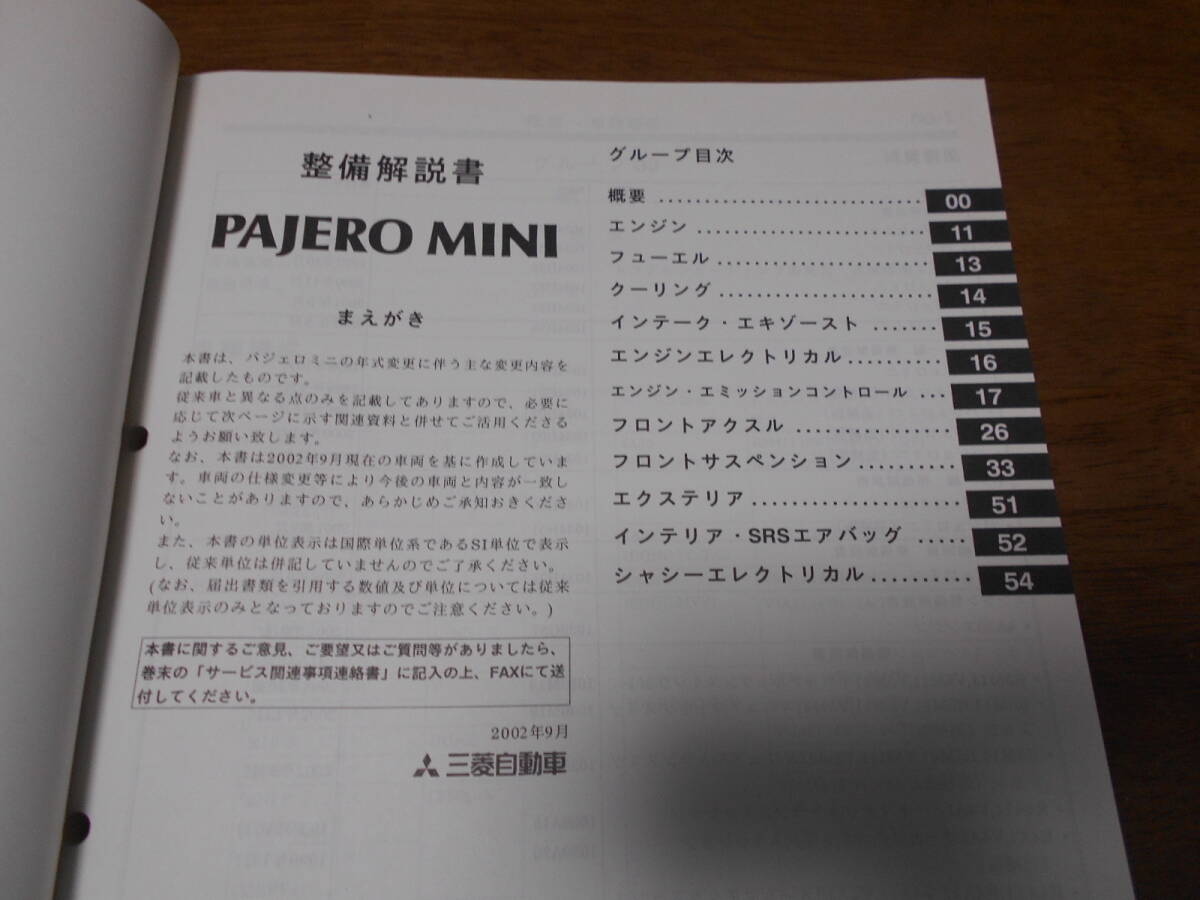 整備解説書
PAJERO MINI
まえがき
本書は、パジェロミニの年式変更に伴う主な変更内容を
記載したものです。
従来車と異なる点のみを記載してありますので、必要に
応じて次ページに示す関連資料と併せてご活用くださる
ようお願い致します。
なお、本書は2002年9月現在の車両を基に作成していま
す。車両の仕様変更等により今後の車両と内容が一致し
ないことがありますので、あらかじめご承知おきくださ
い。
また、本書の単位表示は国際単位系であるSI単位で表示
し、従来単位は併記していませんのでご了承ください。
(なお、届出書類を引用する数値及び単位については従来
単位表示のみとなっておりますのでご注意ください。)
本書に関するご意見、ご要望又はご質問等がありましたら、
巻末の「サービス関連事項連絡書」に記入の上、FAXにて送
付してください。
2002年9月
三菱自動車
グループ目次
概要 ............................. 00
エンジン ......................... 11
フューエル ....................... 13
クーリング ....................... 14
インテーク・エキゾースト ....... 15
エンジンエレクトリカル .......... 16
エンジン・エミッションコントロール ... 17
フロントアクスル ................ 26
フロントサスペンション .......... 33
エクステリア ..................... 51
インテリア・SRSエアバッグ ..... 52
シャシーエレクトリカル .......... 54